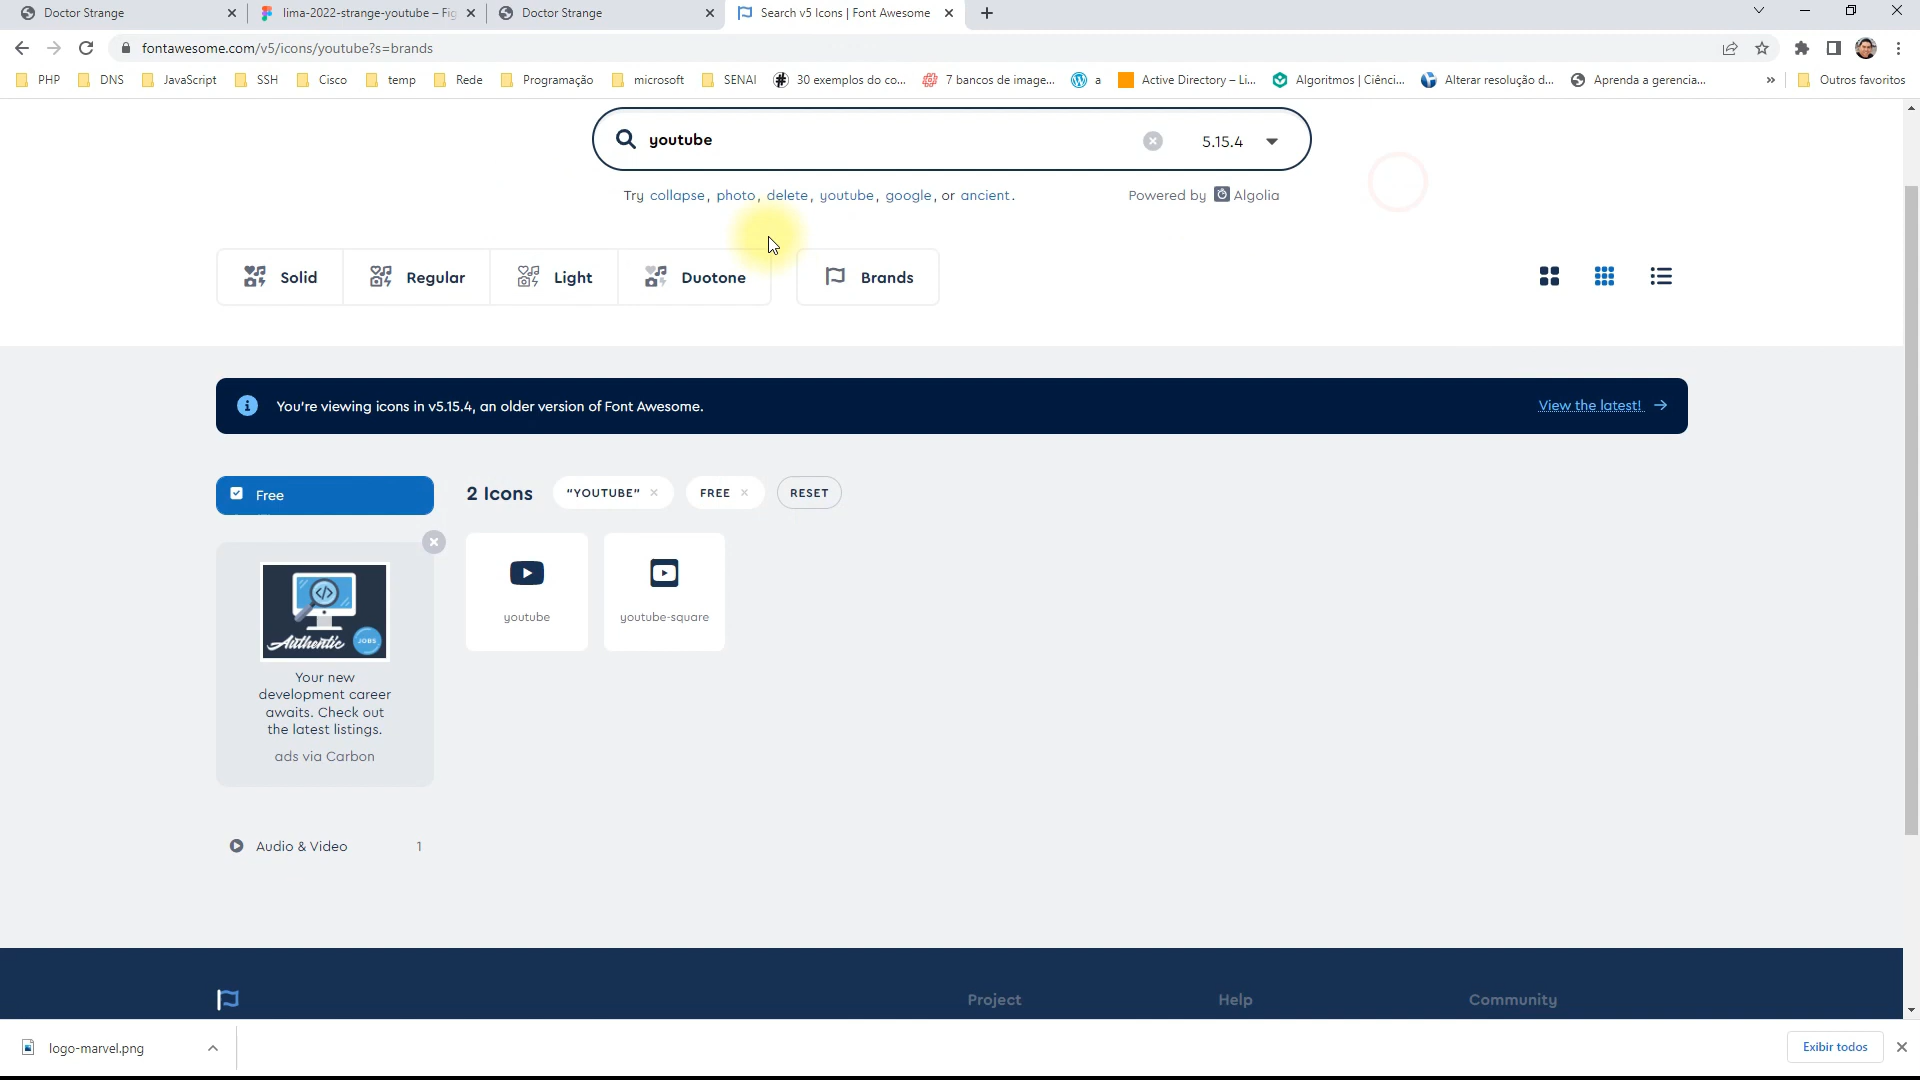 Doctor Strange
lima-2022-strange-youtube – Fig
Doctor Strange
Search v5 Icons | Font Awesome
fontawesome.com/v5/icons/youtube?s=brands
PHP
DNS
JavaScript
SSH
Cisco
temp
Rede
Programação
microsoft
SENAI
30 exemplos do co...
7 bancos de image...
a
Active Directory – Li...
Algoritmos | Ciênci...
Alterar resolução d...
Aprenda a gerencia...
»
Outros favoritos
youtube
5.15.4
Try collapse, photo, delete, youtube, google, or ancient.
Powered by Algolia
Solid
Regular
Light
Duotone
Brands
You're viewing icons in v5.15.4, an older version of Font Awesome.
View the latest!
Free
2 Icons
"YOUTUBE"
FREE
RESET
youtube
youtube-square
Authentic
JOBS
Your new
development career
awaits. Check out
the latest listings.
ads via Carbon
Audio & Video
1
Project
Help
Community
logo-marvel.png
Exibir todos